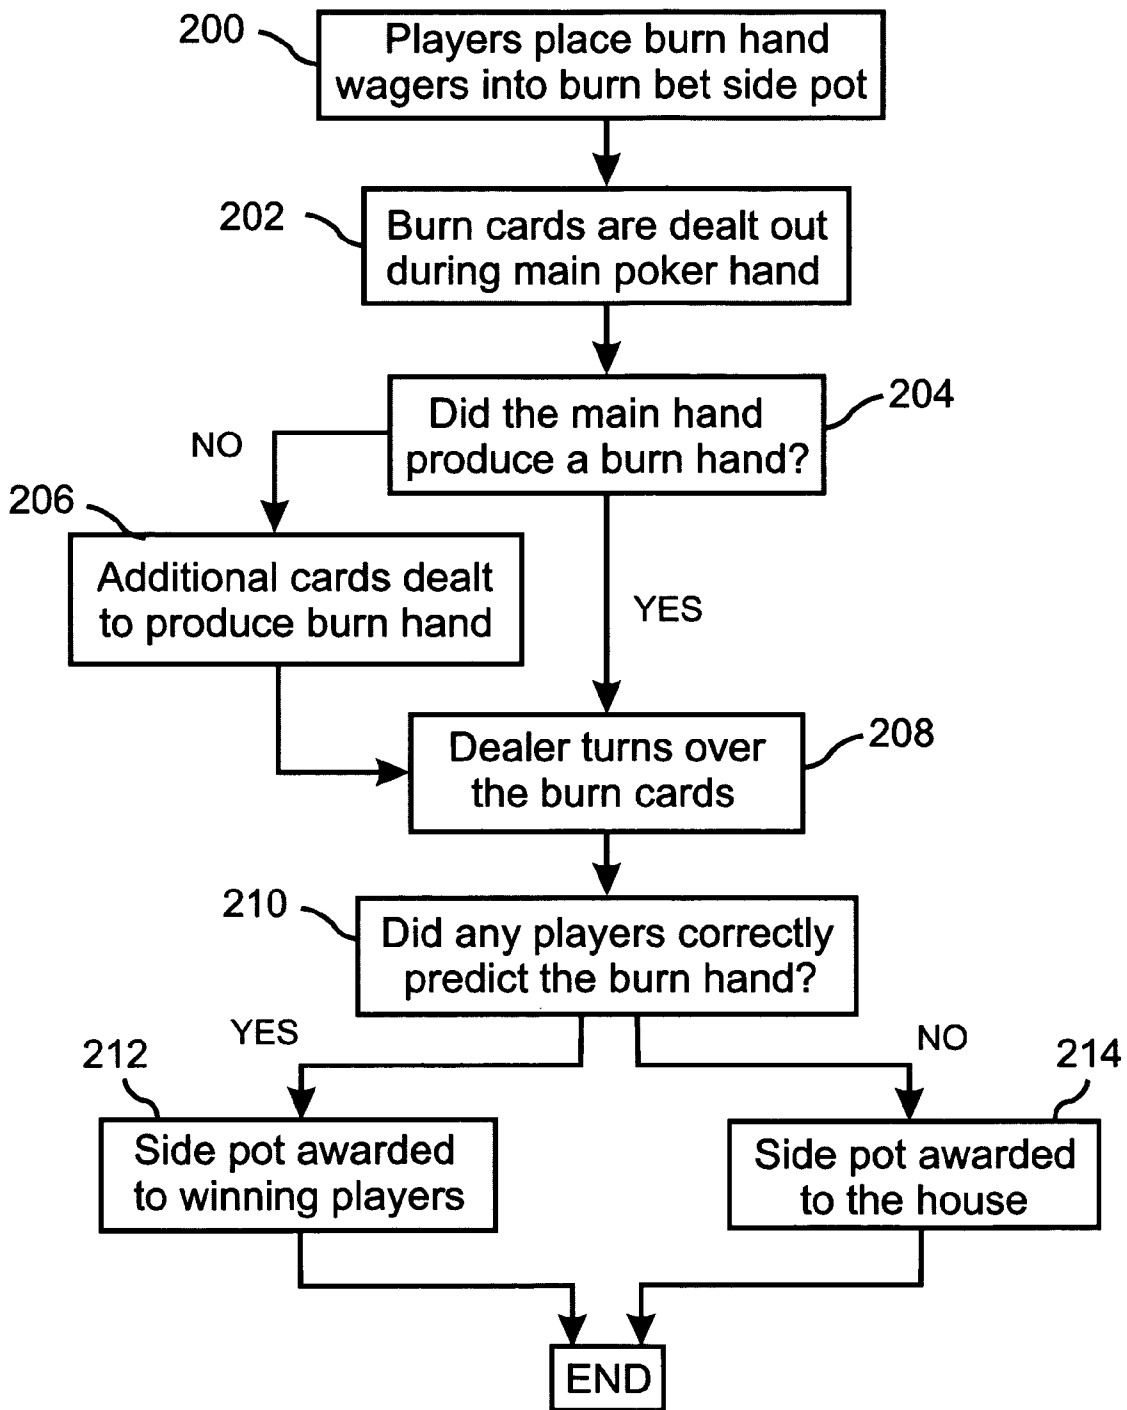 200
Players place burn hand
wagers into burn bet side pot
202
Burn cards are dealt out
during main poker hand
204
Did the main hand
produce a burn hand?
NO
206
Additional cards dealt
to produce burn hand
YES
208
Dealer turns over
the burn cards
210
Did any players correctly
predict the burn hand?
YES
NO
212
214
Side pot awarded
to winning players
Side pot awarded
to the house
END